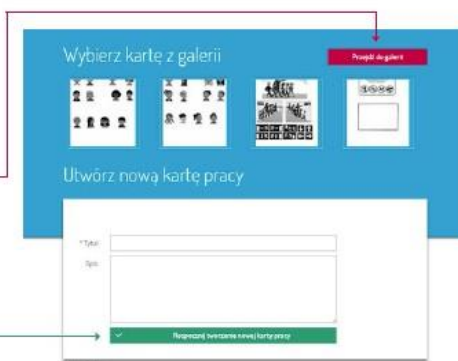 Wybierz kartę z galerii
Przejdź do galerii
Utwórz nową kartę pracy
* Tytuł:
Opis:
Rozpocznij tworzenie nowej karty pracy